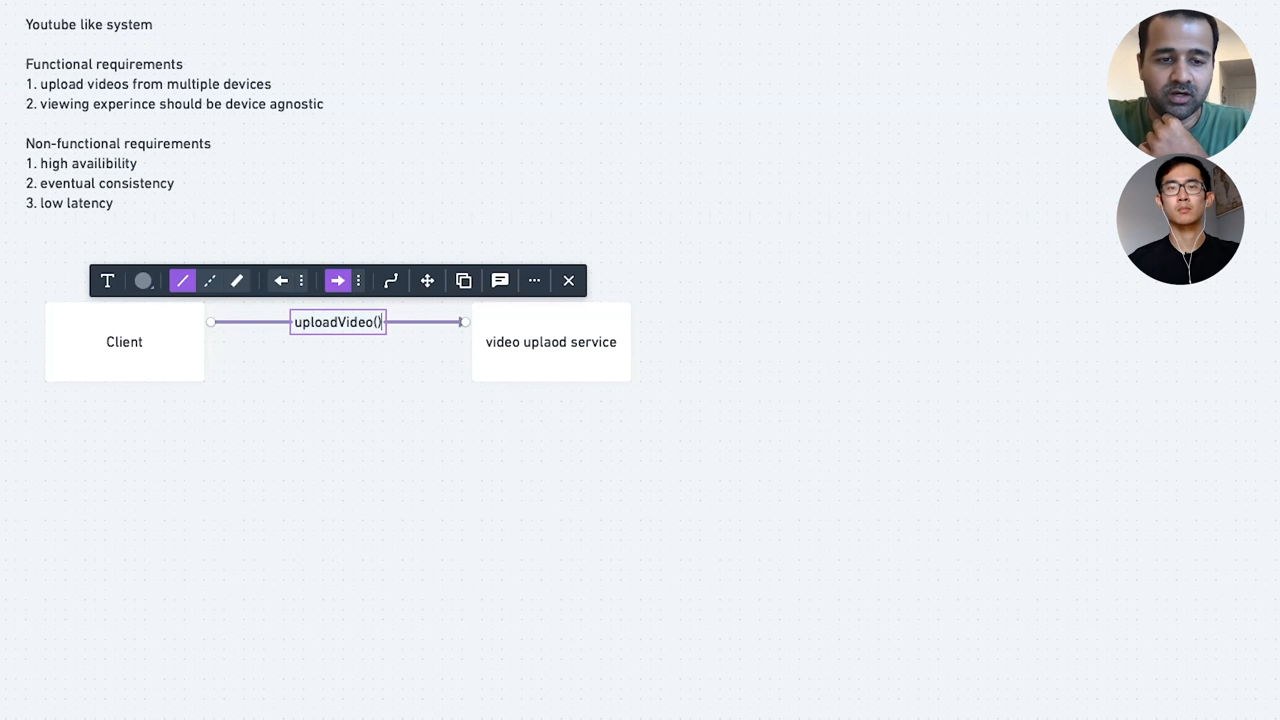 Youtube like system
Functional requirements
1. upload videos from multiple devices
2. viewing experince should be device agnostic
Non-functional requirements
1. high availibility
2. eventual consistency
3. low latency
T
uploadVideo()
Client
video uplaod service